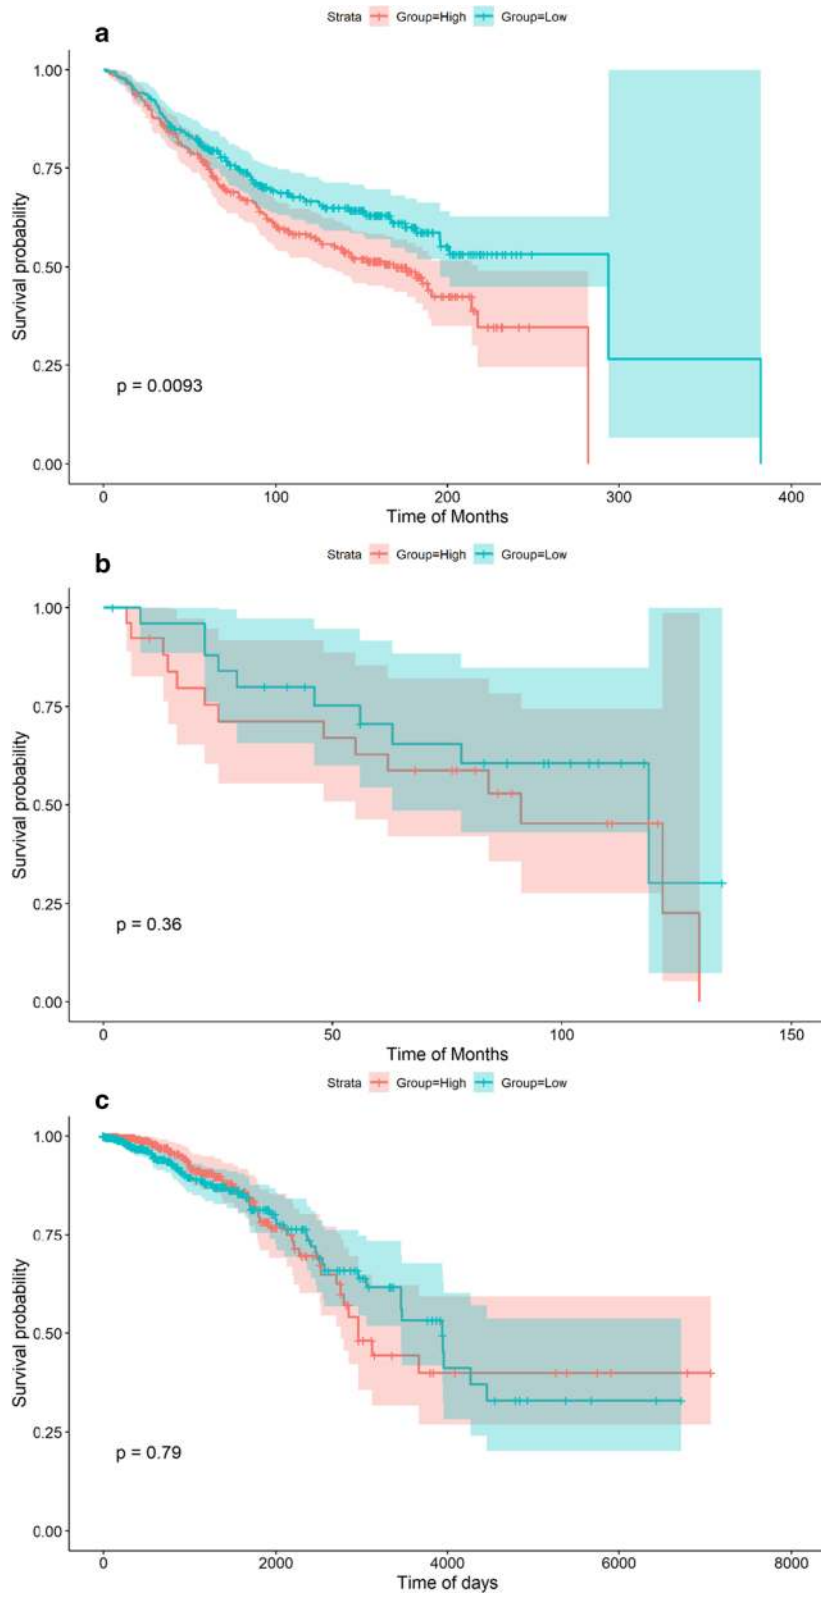 a
Strata Group=High Group=Low
1.00
0.75
0.50
0.25
0.00
Survival probability
p = 0.0093
0 100 200 300 400
Time of Months
b
Strata Group=High Group=Low
1.00
0.75
0.50
0.25
0.00
Survival probability
p = 0.36
0 50 100 150
Time of Months
c
Strata Group=High Group=Low
1.00
0.75
0.50
0.25
0.00
Survival probability
p = 0.79
0 2000 4000 6000 8000
Time of days